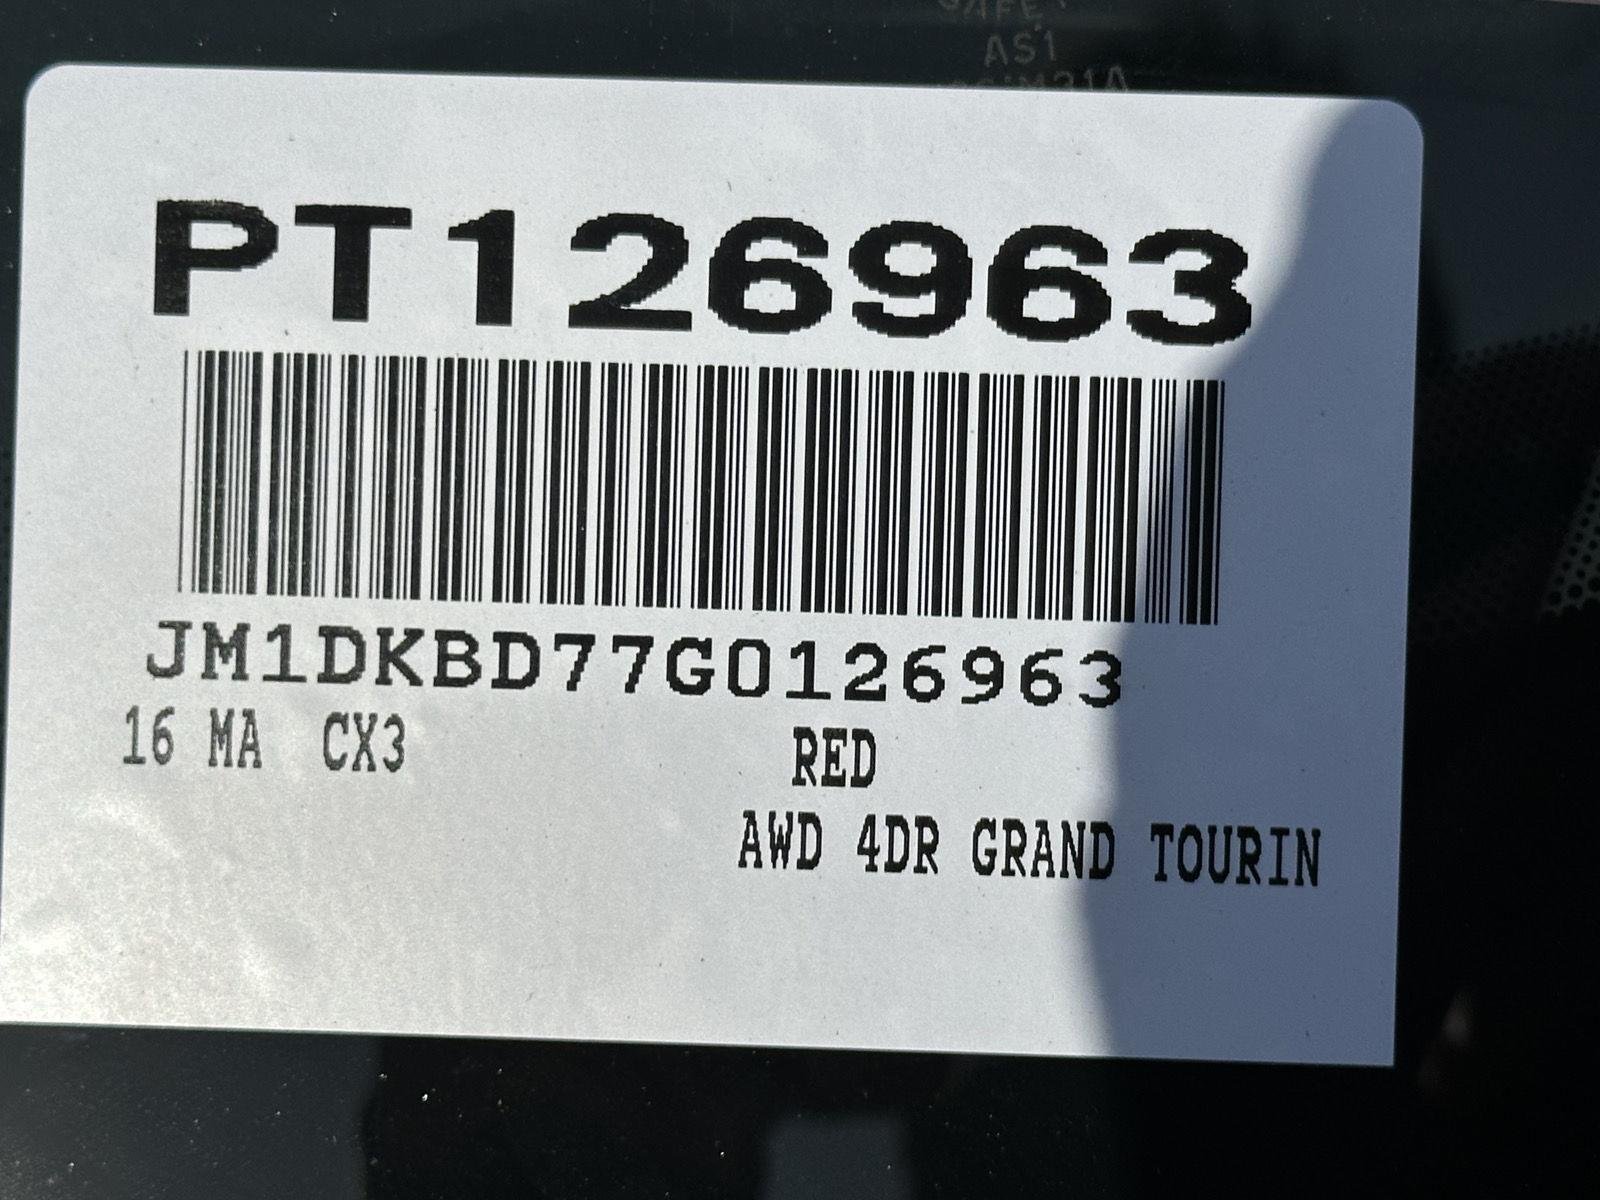 AS1
PT126963
JM1DKBD77G0126963
16 MA CX3 RED
AWD 4DR GRAND TOURIN